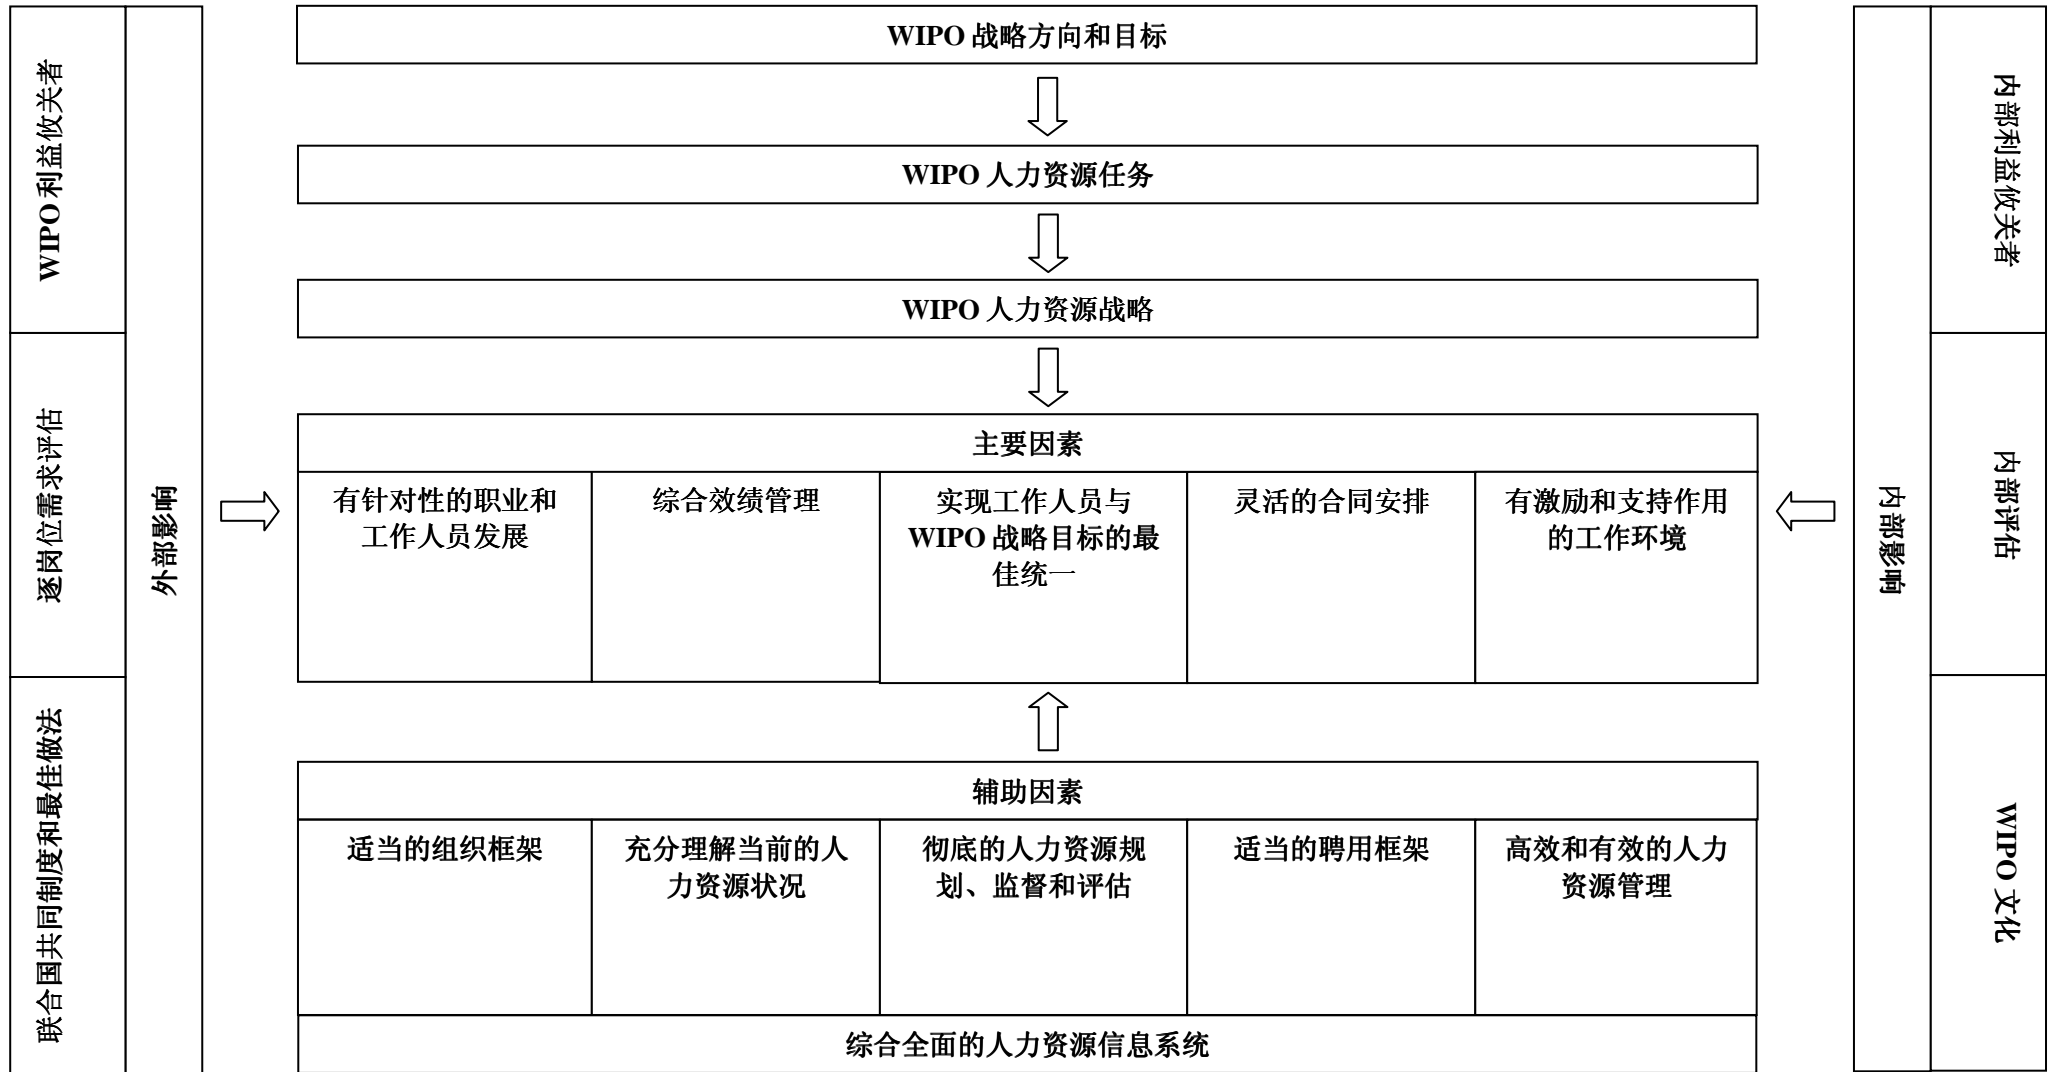 WIPO 利益攸关者
逐岗位需求评估
联合国共同制度和最佳做法
外部影响
WIPO 战略方向和目标
WIPO 人力资源任务
WIPO 人力资源战略
主要因素
有针对性的职业和
工作人员发展
综合效绩管理
实现工作人员与
WIPO 战略目标的最
佳统一
灵活的合同安排
有激励和支持作用
的工作环境
辅助因素
适当的组织框架
充分理解当前的人
力资源状况
彻底的人力资源规
划、监督和评估
适当的聘用框架
高效和有效的人力
资源管理
综合全面的人力资源信息系统
内部影响
内部利益攸关者
内部评估
WIPO 文化